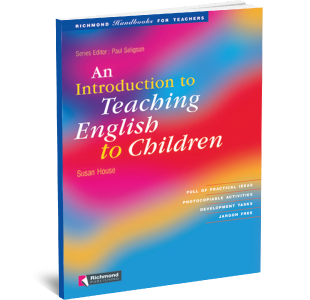 RICHMOND Handbooks FOR TEACHERS
Series Editor: Paul Seligson
An
Introduction to
Teaching
English
to Children
Susan House
FULL OF PRACTICAL IDEAS
PHOTOCOPIABLE ACTIVITIES
DEVELOPMENT TASKS
JARGON FREE
Richmond